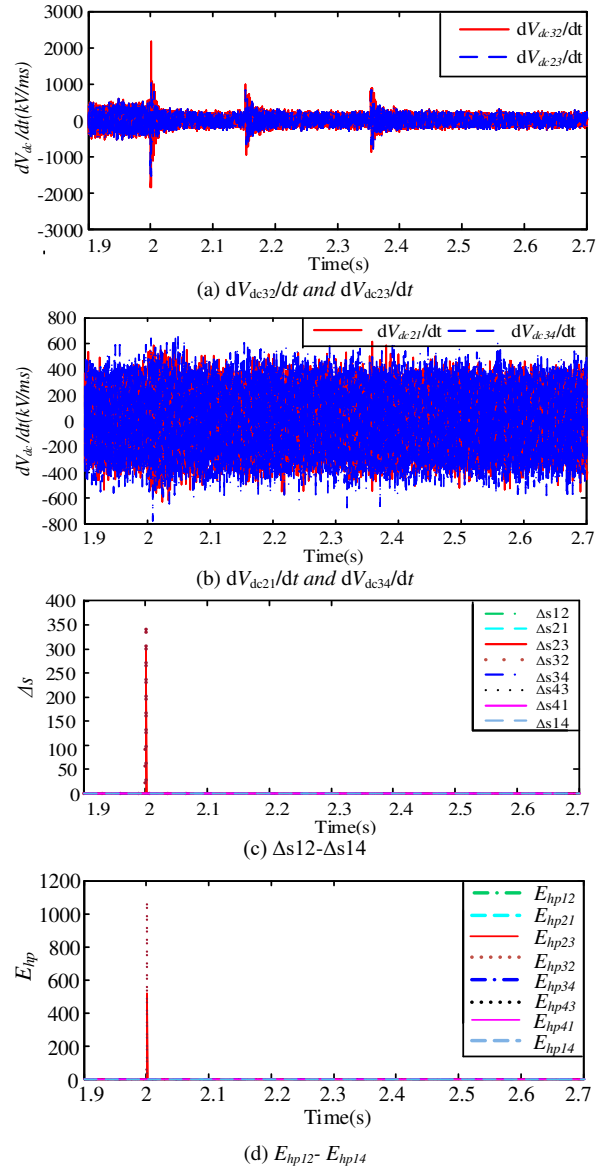 3000
2000
1000
0
-1000
-2000
-3000
dV_dc/dt(kV/ms)
dV_dc32/dt
dV_dc23/dt
1.9 2 2.1 2.2 2.3 2.4 2.5 2.6 2.7
Time(s)
(a) dV_dc32/dt and dV_dc23/dt
800
600
400
200
0
-200
-400
-600
-800
dV_dc/dt(kV/ms)
dV_dc21/dt dV_dc34/dt
1.9 2 2.1 2.2 2.3 2.4 2.5 2.6 2.7
Time(s)
(b) dV_dc21/dt and dV_dc34/dt
400
350
300
250
200
150
100
50
0
Δs
Δs12
Δs21
Δs23
Δs32
Δs34
Δs43
Δs41
Δs14
1.9 2 2.1 2.2 2.3 2.4 2.5 2.6 2.7
Time(s)
(c) Δs12-Δs14
1200
1000
800
600
400
200
0
E_hp
E_hp12
E_hp21
E_hp23
E_hp32
E_hp34
E_hp43
E_hp41
E_hp14
1.9 2 2.1 2.2 2.3 2.4 2.5 2.6 2.7
Time(s)
(d) E_hp12- E_hp14